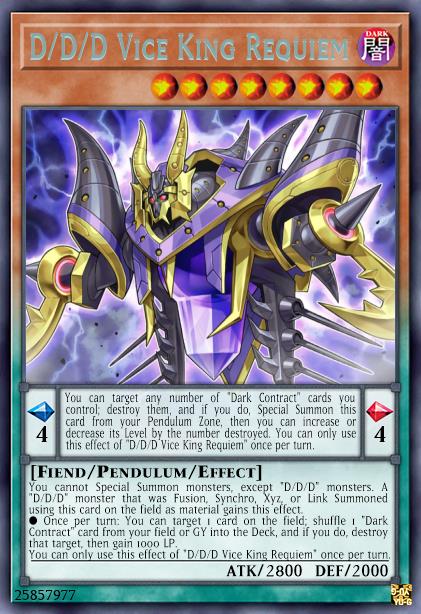 D/D/D Vice King Requiem
DARK
闇
You can target any number of "Dark Contract" cards you
control; destroy them, and if you do, Special Summon this
card from your Pendulum Zone, then you can increase or
decrease its Level by the number destroyed. You can only use
this effect of "D/D/D Vice King Requiem" once per turn.
4
4
[Fiend/Pendulum/Effect]
You cannot Special Summon monsters, except "D/D/D" monsters. A
"D/D/D" monster that was Fusion, Synchro, Xyz, or Link Summoned
using this card on the field as material gains this effect.
● Once per turn: You can target 1 card on the field; shuffle 1 "Dark
Contract" card from your field or GY into the Deck, and if you do, destroy
that target, then gain 1000 LP.
You can only use this effect of "D/D/D Vice King Requiem" once per turn.
ATK/2800 DEF/2000
25857977